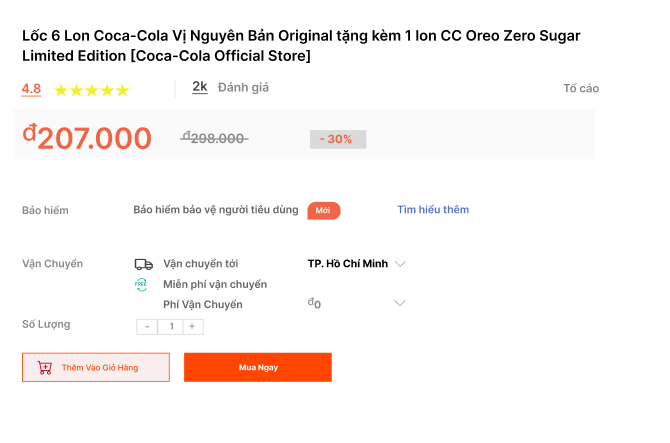 Lốc 6 Lon Coca-Cola Vị Nguyên Bản Original tặng kèm 1 lon CC Oreo Zero Sugar
Limited Edition [Coca-Cola Official Store]
4.8 2k Đánh giá Tố cáo
đ207.000 đ298.000 - 30%
Bảo hiểm Bảo hiểm bảo vệ người tiêu dùng Mới Tìm hiểu thêm
Vận Chuyển Vận chuyển tới TP. Hồ Chí Minh
FREE Miễn phí vận chuyển
Phí Vận Chuyển đ0
Số Lượng - 1 +
Thêm Vào Giỏ Hàng Mua Ngay